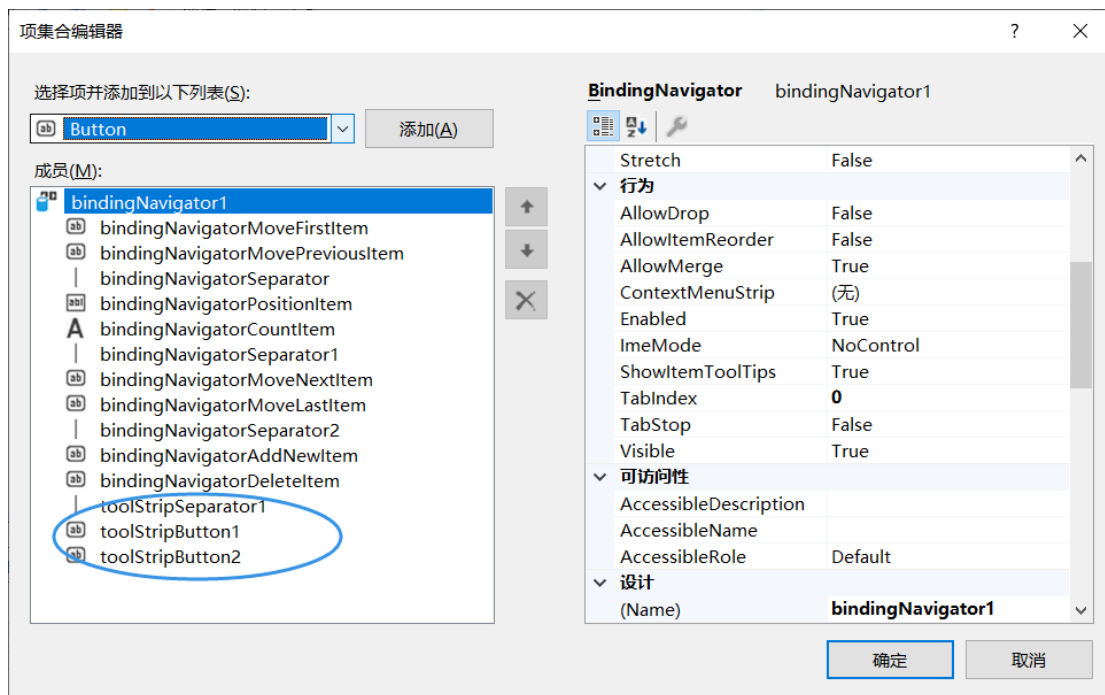 项集合编辑器
选择项并添加到以下列表(S):
Button
添加(A)
成员(M):
bindingNavigator1
bindingNavigatorMoveFirstItem
bindingNavigatorMovePreviousItem
bindingNavigatorSeparator
bindingNavigatorPositionItem
bindingNavigatorCountItem
bindingNavigatorSeparator1
bindingNavigatorMoveNextItem
bindingNavigatorMoveLastItem
bindingNavigatorSeparator2
bindingNavigatorAddNewItem
bindingNavigatorDeleteItem
toolStripSeparator1
toolStripButton1
toolStripButton2
BindingNavigator bindingNavigator1
Stretch False
行为
AllowDrop False
AllowItemReorder False
AllowMerge True
ContextMenuStrip (无)
Enabled True
ImeMode NoControl
ShowItemToolTips True
TabIndex 0
TabStop False
Visible True
可访问性
AccessibleDescription
AccessibleName
AccessibleRole Default
设计
(Name) bindingNavigator1
确定 取消